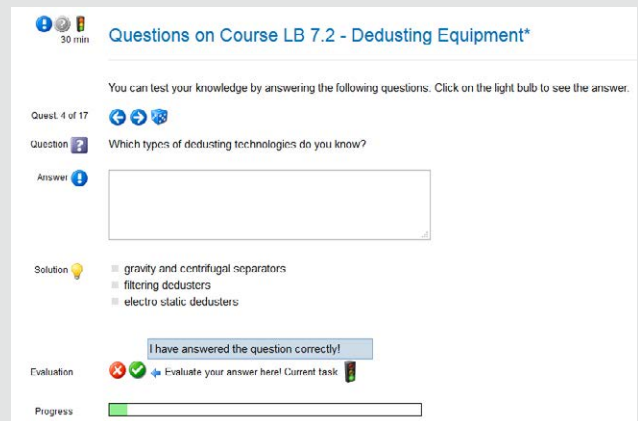 30 min
Questions on Course LB 7.2 - Dedusting Equipment*
You can test your knowledge by answering the following questions. Click on the light bulb to see the answer.
Quest. 4 of 17
Question ? Which types of dedusting technologies do you know?
Answer
Solution
gravity and centrifugal separators
filtering dedusters
electro static dedusters
I have answered the question correctly!
Evaluation Evaluate your answer here! Current task
Progress